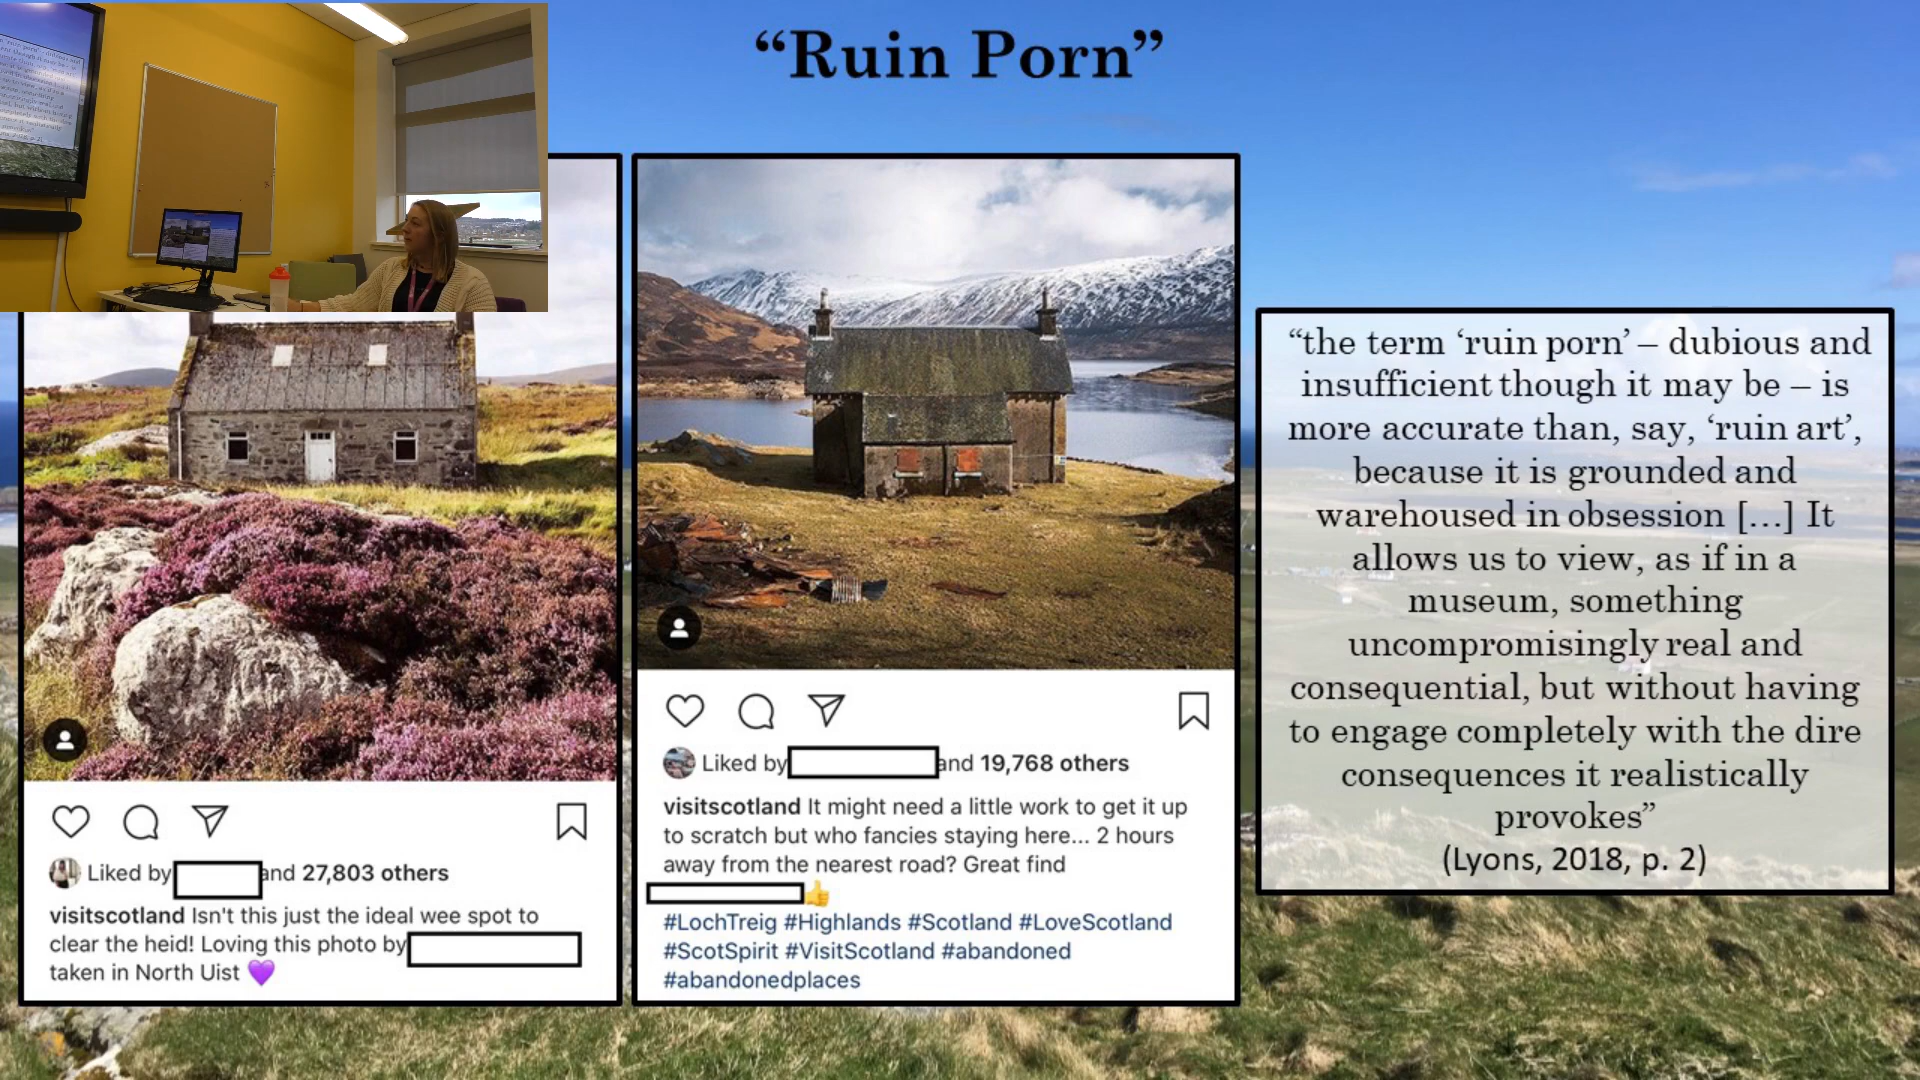 “Ruin Porn”
Liked by and 27,803 others
visitscotland Isn't this just the ideal wee spot to
clear the heid! Loving this photo by
taken in North Uist 💜
Liked by and 19,768 others
visitscotland It might need a little work to get it up
to scratch but who fancies staying here... 2 hours
away from the nearest road? Great find
👍
#LochTreig #Highlands #Scotland #LoveScotland
#ScotSpirit #VisitScotland #abandoned
#abandonedplaces
“the term ‘ruin porn’ – dubious and
insufficient though it may be – is
more accurate than, say, ‘ruin art’,
because it is grounded and
warehoused in obsession […] It
allows us to view, as if in a
museum, something
uncompromisingly real and
consequential, but without having
to engage completely with the dire
consequences it realistically
provokes”
(Lyons, 2018, p. 2)